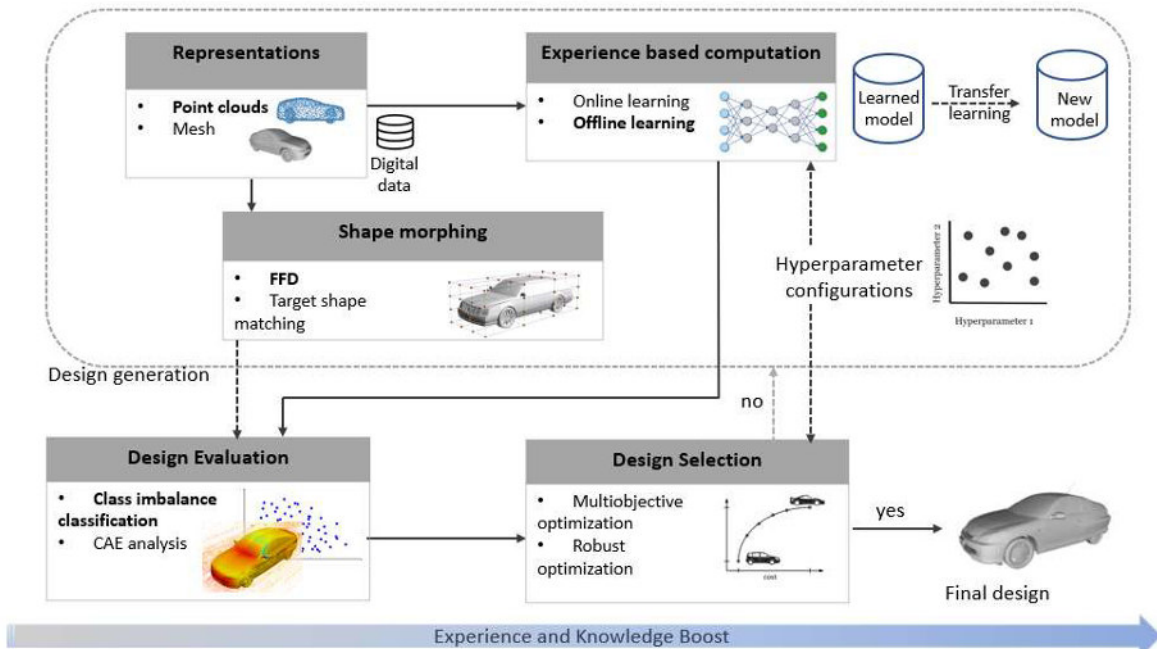 Representations
• Point clouds
• Mesh
Digital
data
Experience based computation
• Online learning
• Offline learning
Learned
model
Transfer
learning
New
model
Shape morphing
• FFD
• Target shape
matching
Hyperparameter
configurations
Hyperparameter 2
Hyperparameter 1
Design generation
no
Design Evaluation
• Class imbalance
classification
• CAE analysis
Design Selection
• Multiobjective
optimization
• Robust
optimization
cost
yes
Final design
Experience and Knowledge Boost